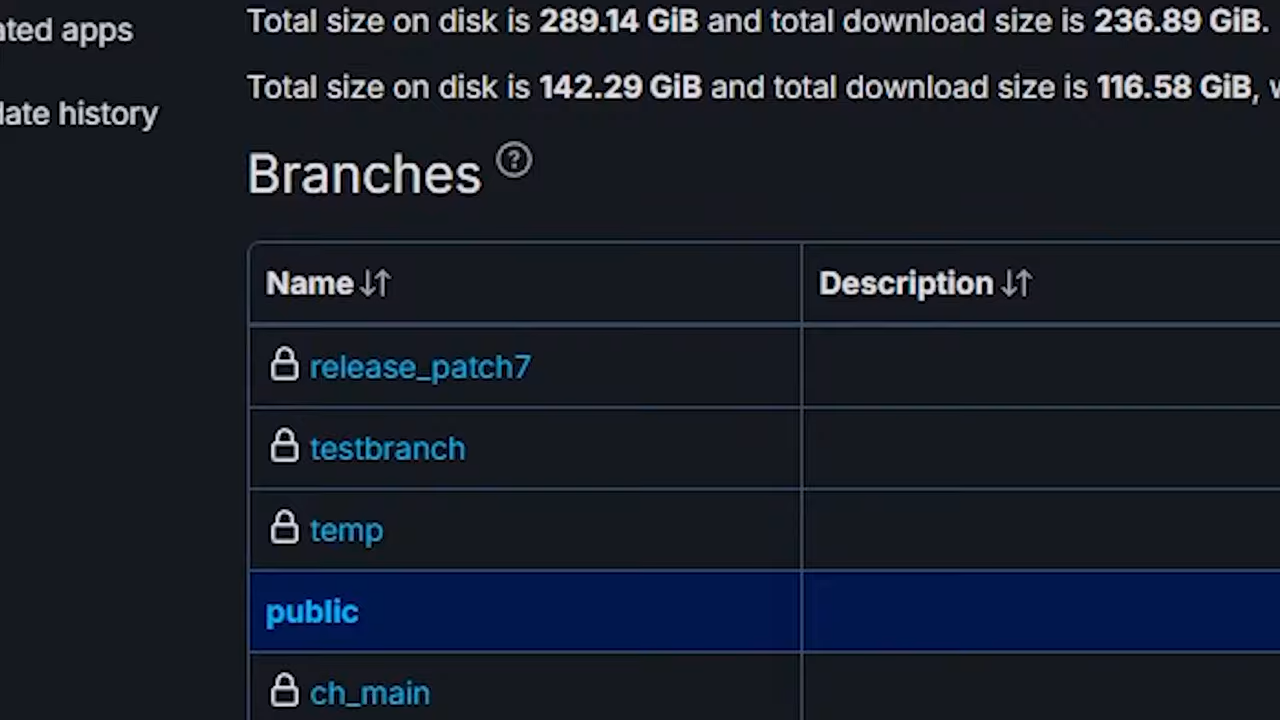 ated apps
Total size on disk is 289.14 GiB and total download size is 236.89 GiB.
Total size on disk is 142.29 GiB and total download size is 116.58 GiB,
date history
Branches ?
Name Description
release_patch7
testbranch
temp
public
ch_main